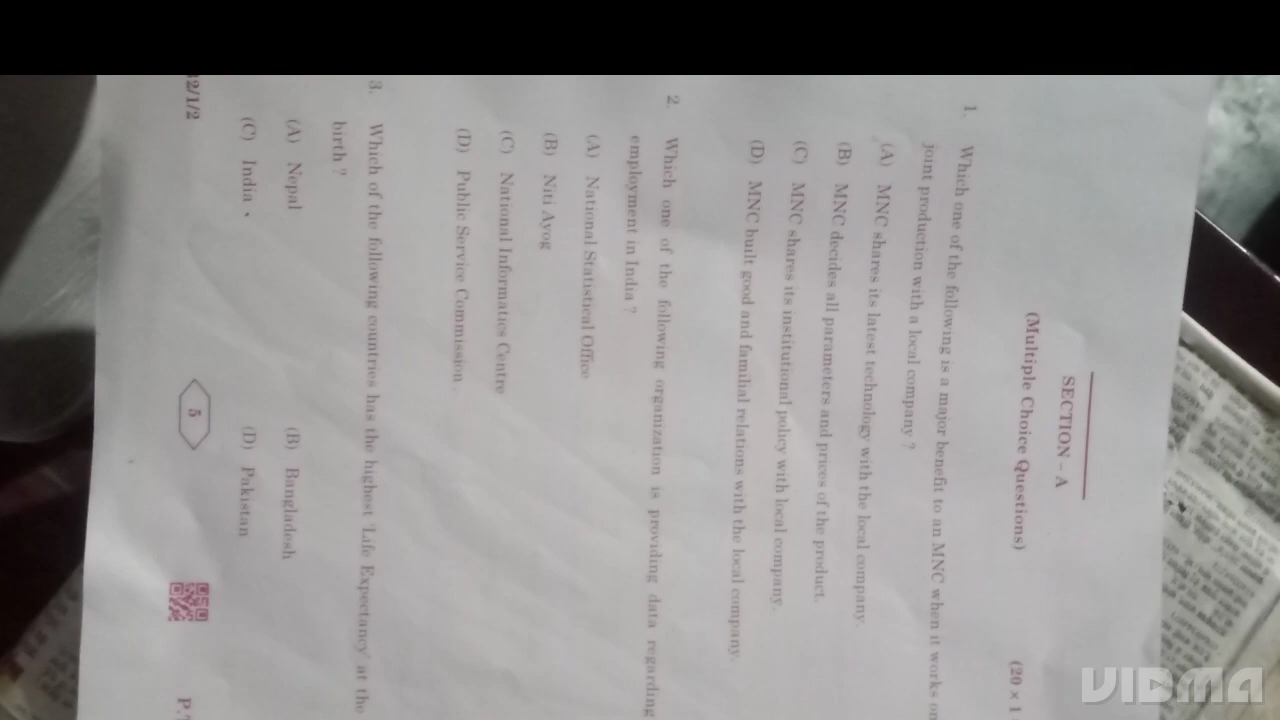 SECTION – A
(Multiple Choice Questions)
(20 × 1
1. Which one of the following is a major benefit to an MNC when it works on
joint production with a local company ?
(A) MNC shares its latest technology with the local company.
(B) MNC decides all parameters and prices of the product.
(C) MNC shares its institutional policy with local company.
(D) MNC built good and familial relations with the local company.
2. Which one of the following organization is providing data regarding
employment in India ?
(A) National Statistical Office
(B) Niti Ayog
(C) National Informatics Centre
(D) Public Service Commission
3. Which of the following countries has the highest 'Life Expectancy' at the
birth ?
(A) Nepal (B) Bangladesh
(C) India (D) Pakistan
32/1/2 5 P.T
VIDMA